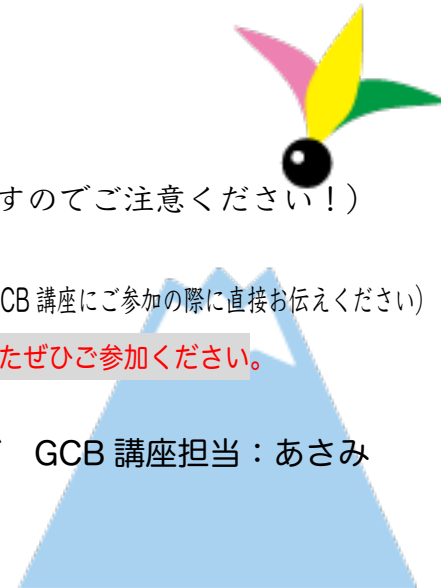 すのでご注意ください！）
CB 講座にご参加の際に直接お伝えください）
たぜひご参加ください。
GCB 講座担当：あさみ